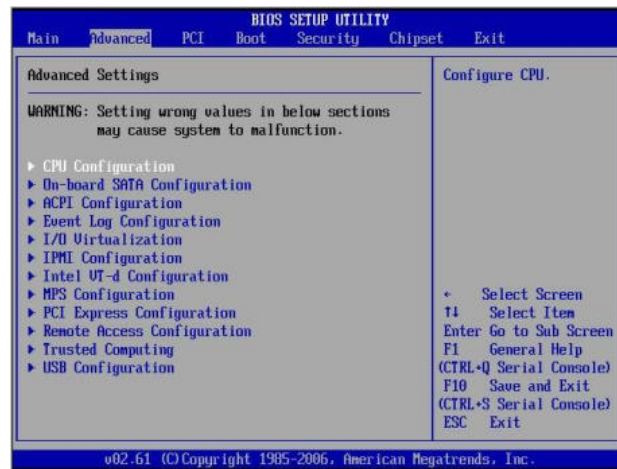 BIOS SETUP UTILITY
Main Advanced PCI Boot Security Chipset Exit
Advanced Settings
WARNING: Setting wrong values in below sections
may cause system to malfunction.
▶ CPU Configuration
▶ On-board SATA Configuration
▶ ACPI Configuration
▶ Event Log Configuration
▶ I/O Virtualization
▶ IPMI Configuration
▶ Intel VT-d Configuration
▶ MPS Configuration
▶ PCI Express Configuration
▶ Remote Access Configuration
▶ Trusted Computing
▶ USB Configuration
Configure CPU.
← Select Screen
↑↓ Select Item
Enter Go to Sub Screen
F1 General Help
(CTRL+Q Serial Console)
F10 Save and Exit
(CTRL+S Serial Console)
ESC Exit
v02.61 (C)Copyright 1985-2006, American Megatrends, Inc.